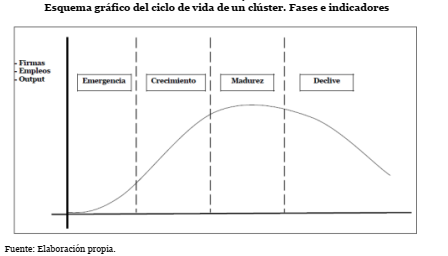 Esquema gráfico del ciclo de vida de un clúster. Fases e indicadores
- Firmas
- Empleos
- Output
Emergencia Crecimiento Madurez Declive
Fuente: Elaboración propia.